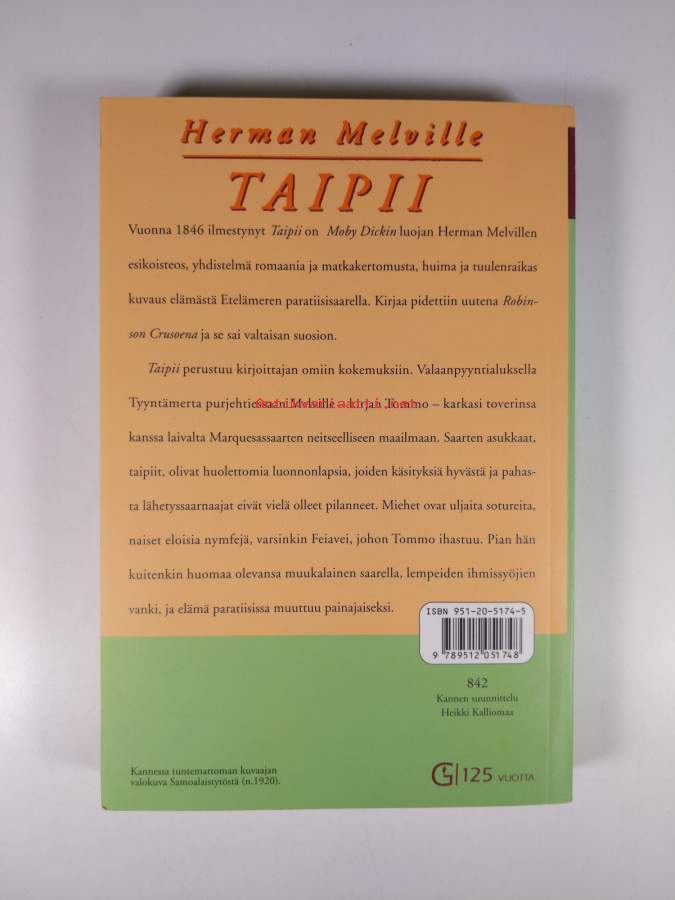 Herman Melville
TAIPII
Vuonna 1846 ilmestynyt Taipii on Moby Dickin luojan Herman Melvillen
esikoisteos, yhdistelmä romaania ja matkakertomusta, huima ja tuulenraikas
kuvaus elämästä Etelämeren paratiisisaarella. Kirjaa pidettiin uutena Robin-
son Crusoena ja se sai valtaisan suosion.
Taipii perustuu kirjoittajan omiin kokemuksiin. Valaanpyyntialuksella
Tyyntämerta purjehtiessaan Melville – kirjan Tommo – karkasi toverinsa
kanssa laivalta Marquesassaarten neitseelliseen maailmaan. Saarten asukkaat,
taipiit, olivat huolettomia luonnonlapsia, joiden käsityksiä hyvästä ja pahas-
ta lähetyssaarnaajat eivät vielä olleet pilanneet. Miehet ovat uljaita sotureita,
naiset eloisia nymfejä, varsinkin Feiavei, johon Tommo ihastuu. Pian hän
kuitenkin huomaa olevansa muukalainen saarella, lempeiden ihmissyöjien
vanki, ja elämä paratiisissa muuttuu painajaiseksi.
ISBN 951-20-5174-5
9 789512 051748
842
Kannen suunnittelu
Heikki Kalliomaa
Kannessa tuntemattoman kuvaajan
valokuva Samoalaistytöstä (n.1920).
G 125 VUOTTA